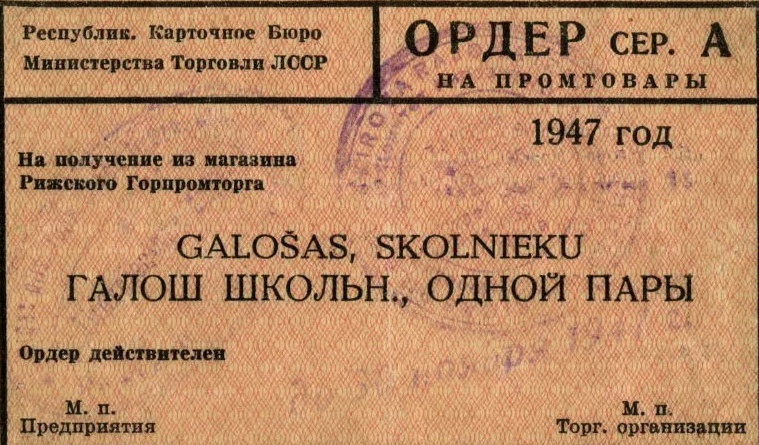 Республик. Карточное Бюро
Министерства Торговли ЛССР
ОРДЕР СЕР. А
НА ПРОМТОВАРЫ
1947 год
На получение из магазина
Рижского Горпромторга
GALOŠAS, SKOLNIEKU
ГАЛОШ ШКОЛЬН., ОДНОЙ ПАРЫ
Ордер действителен
М. п.
Предприятия
М. п.
Торг. организации